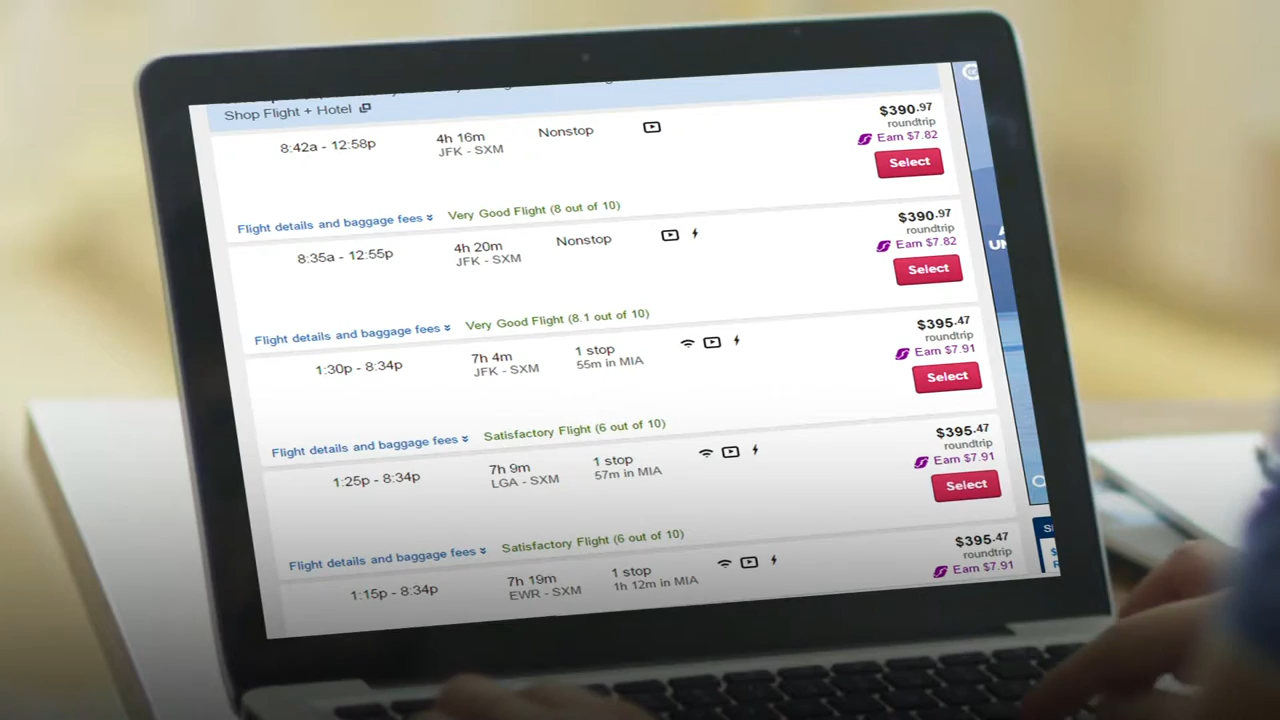 Shop Flight + Hotel
8:42a - 12:58p 4h 16m Nonstop $390.97
JFK - SXM roundtrip
Earn $7.82
Select
Flight details and baggage fees Very Good Flight (8 out of 10)
8:35a - 12:55p 4h 20m Nonstop $390.97
JFK - SXM roundtrip
Earn $7.82
Select
Flight details and baggage fees Very Good Flight (8.1 out of 10)
1:30p - 8:34p 7h 4m 1 stop $395.47
JFK - SXM 55m in MIA roundtrip
Earn $7.91
Select
Flight details and baggage fees Satisfactory Flight (6 out of 10)
1:25p - 8:34p 7h 9m 1 stop $395.47
LGA - SXM 57m in MIA roundtrip
Earn $7.91
Select
Flight details and baggage fees Satisfactory Flight (6 out of 10)
1:15p - 8:34p 7h 19m 1 stop $395.47
EWR - SXM 1h 12m in MIA roundtrip
Earn $7.91